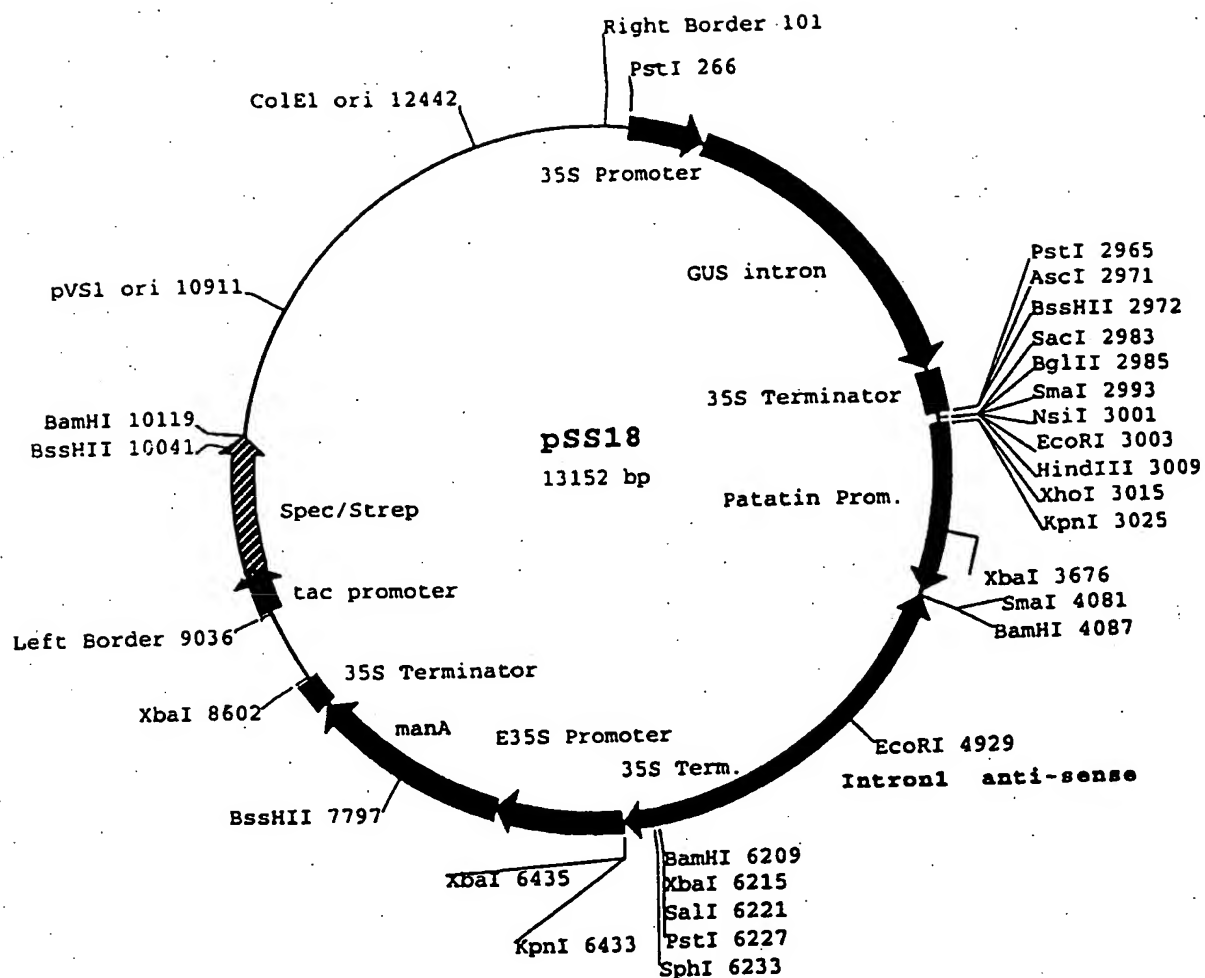 Right Border 101
PstI 266
ColE1 ori 12442
35S Promoter
GUS intron
PstI 2965
AscI 2971
BssHII 2972
SacI 2983
BglII 2985
SmaI 2993
NsiI 3001
EcoRI 3003
HindIII 3009
XhoI 3015
KpnI 3025
pVS1 ori 10911
35S Terminator
BamHI 10119
BssHII 10041
pSS18
13152 bp
Patatin Prom.
Spec/Strep
XbaI 3676
SmaI 4081
BamHI 4087
tac promoter
Left Border 9036
35S Terminator
XbaI 8602
manA
E35S Promoter
35S Term.
EcoRI 4929
Intron1 anti-sense
BssHII 7797
BamHI 6209
XbaI 6215
SalI 6221
PstI 6227
SphI 6233
XbaI 6435
KpnI 6433